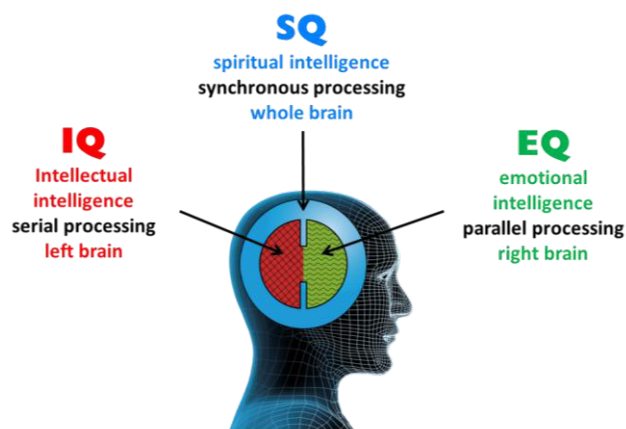 SQ
spiritual intelligence
synchronous processing
whole brain
IQ
Intellectual
intelligence
serial processing
left brain
EQ
emotional
intelligence
parallel processing
right brain